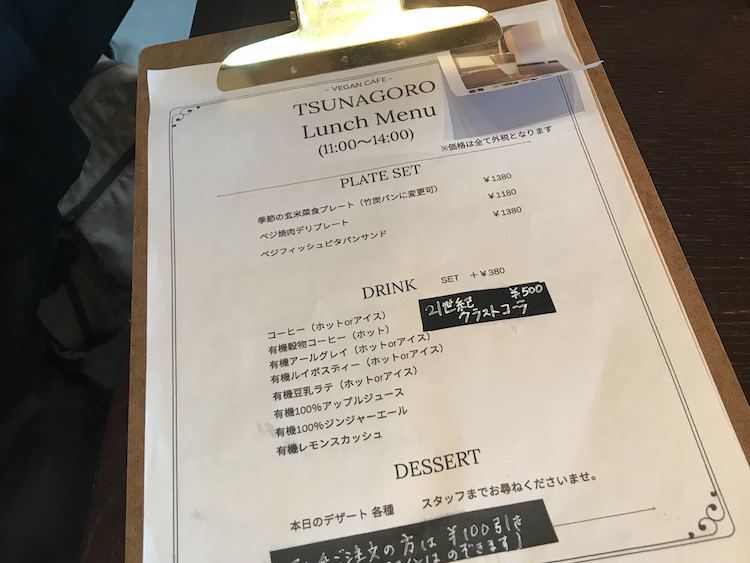 - VEGAN CAFE -
TSUNAGORO
Lunch Menu
(11:00〜14:00)
※価格は全て外税となります
PLATE SET
季節の玄米菜食プレート（竹炭パンに変更可） ¥1380
ベジ焼肉デリプレート ¥1180
ベジフィッシュピタパンサンド ¥1380
DRINK SET ＋¥380
21世紀 ¥500
クラストコーラ
コーヒー（ホットorアイス）
有機穀物コーヒー（ホット）
有機アールグレイ（ホットorアイス）
有機ルイボスティー（ホットorアイス）
有機豆乳ラテ（ホットorアイス）
有機100%アップルジュース
有機100%ジンジャーエール
有機レモンスカッシュ
DESSERT
本日のデザート 各種 スタッフまでお尋ねくださいませ。
ご注文の方は ¥100引き
はのぞきます)